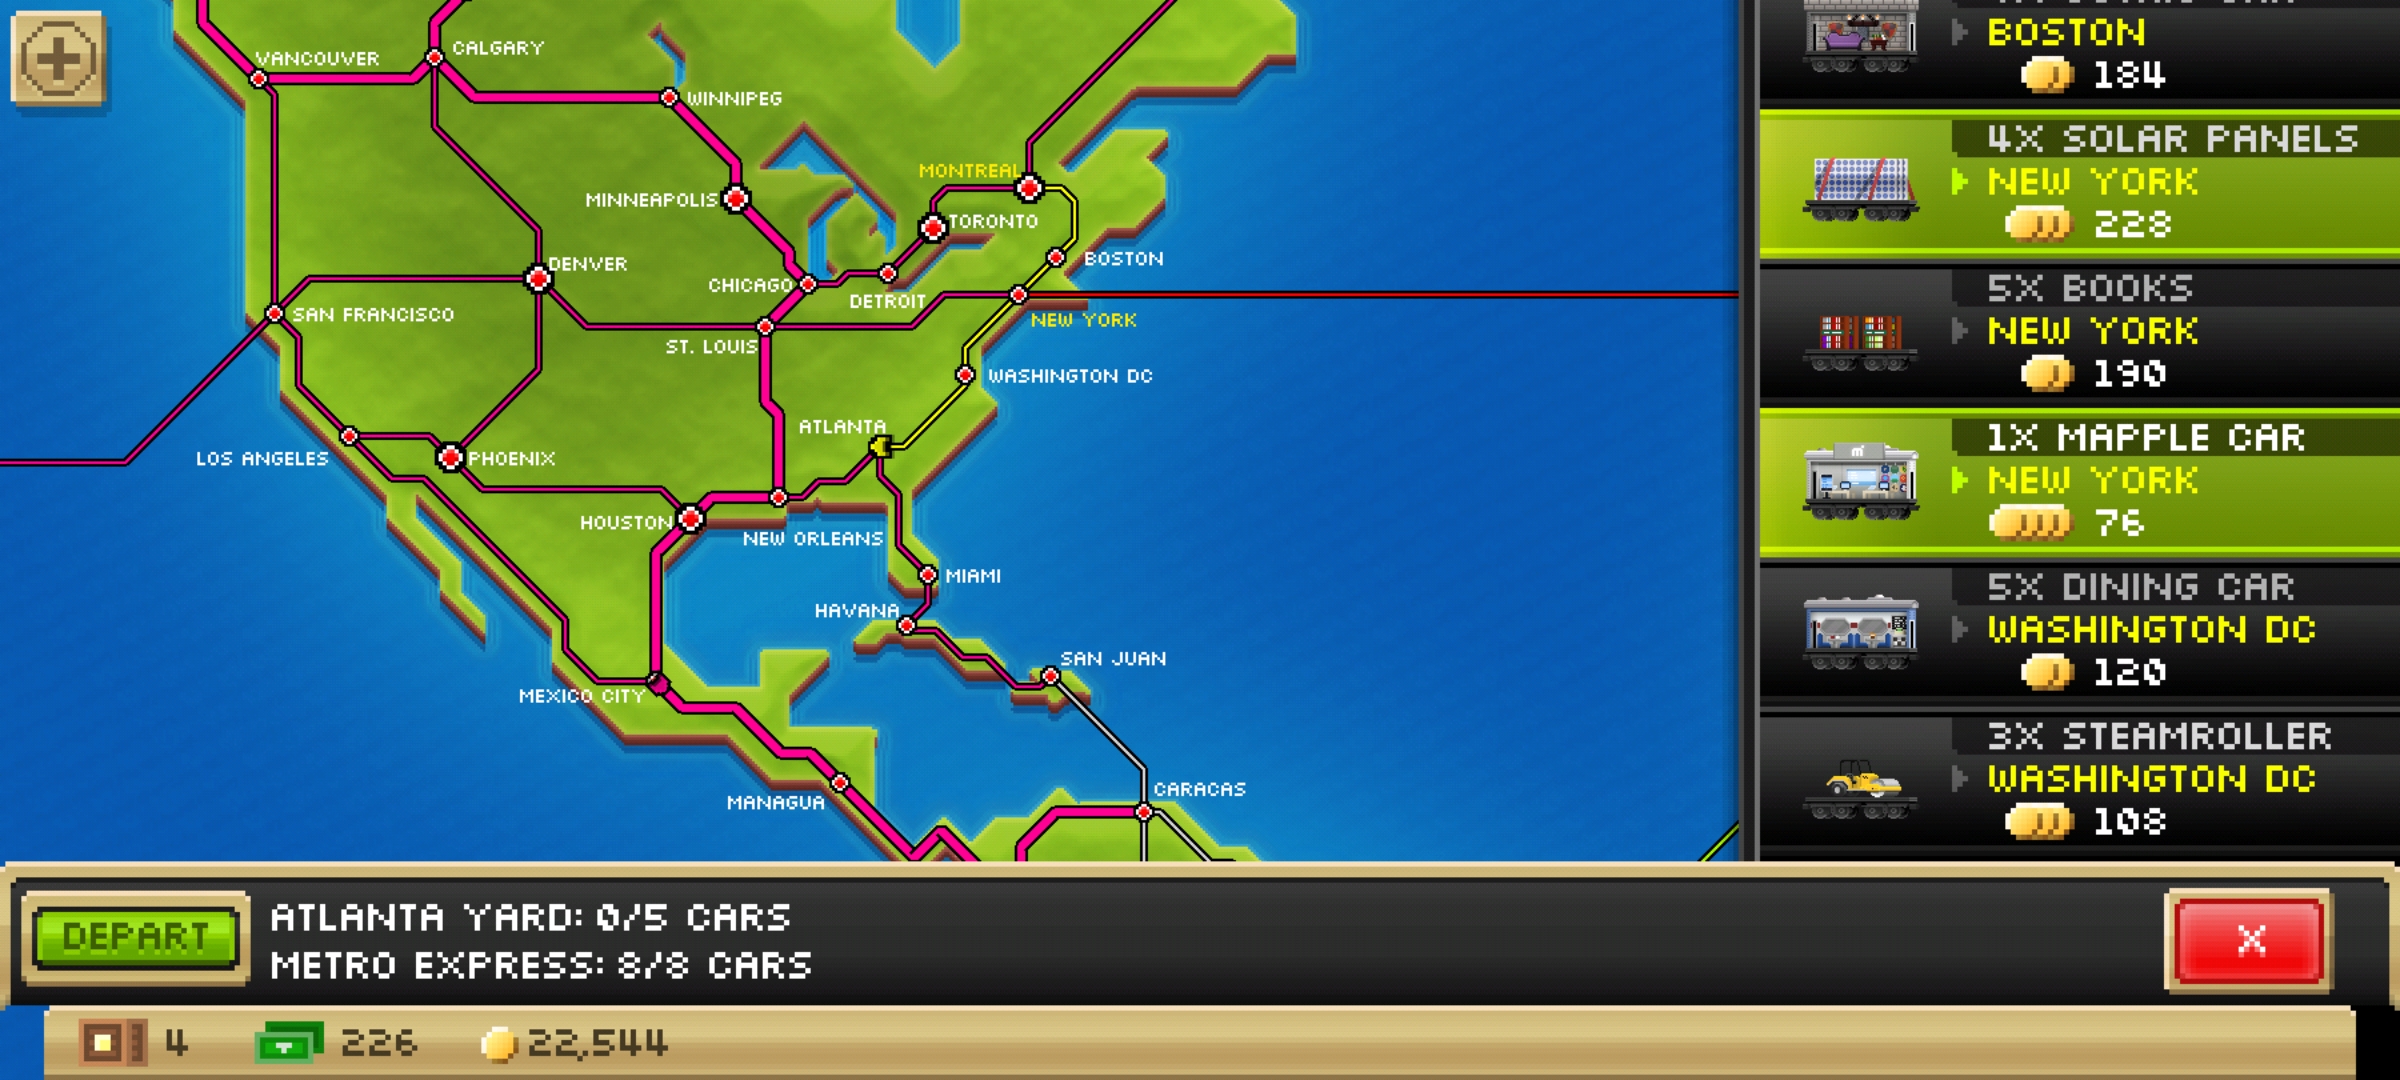 VANCOUVER
CALGARY
WINNIPEG
MONTREAL
MINNEAPOLIS
TORONTO
BOSTON
DENVER
CHICAGO
DETROIT
SAN FRANCISCO
NEW YORK
ST. LOUIS
WASHINGTON DC
ATLANTA
LOS ANGELES
PHOENIX
HOUSTON
NEW ORLEANS
MIAMI
HAVANA
SAN JUAN
MEXICO CITY
CARACAS
MANAGUA
BOSTON
184
4X SOLAR PANELS
NEW YORK
228
5X BOOKS
NEW YORK
190
1X MAPPLE CAR
NEW YORK
76
5X DINING CAR
WASHINGTON DC
120
3X STEAMROLLER
WASHINGTON DC
108
DEPART
ATLANTA YARD: 0/5 CARS
METRO EXPRESS: 8/8 CARS
X
4
226
22,544